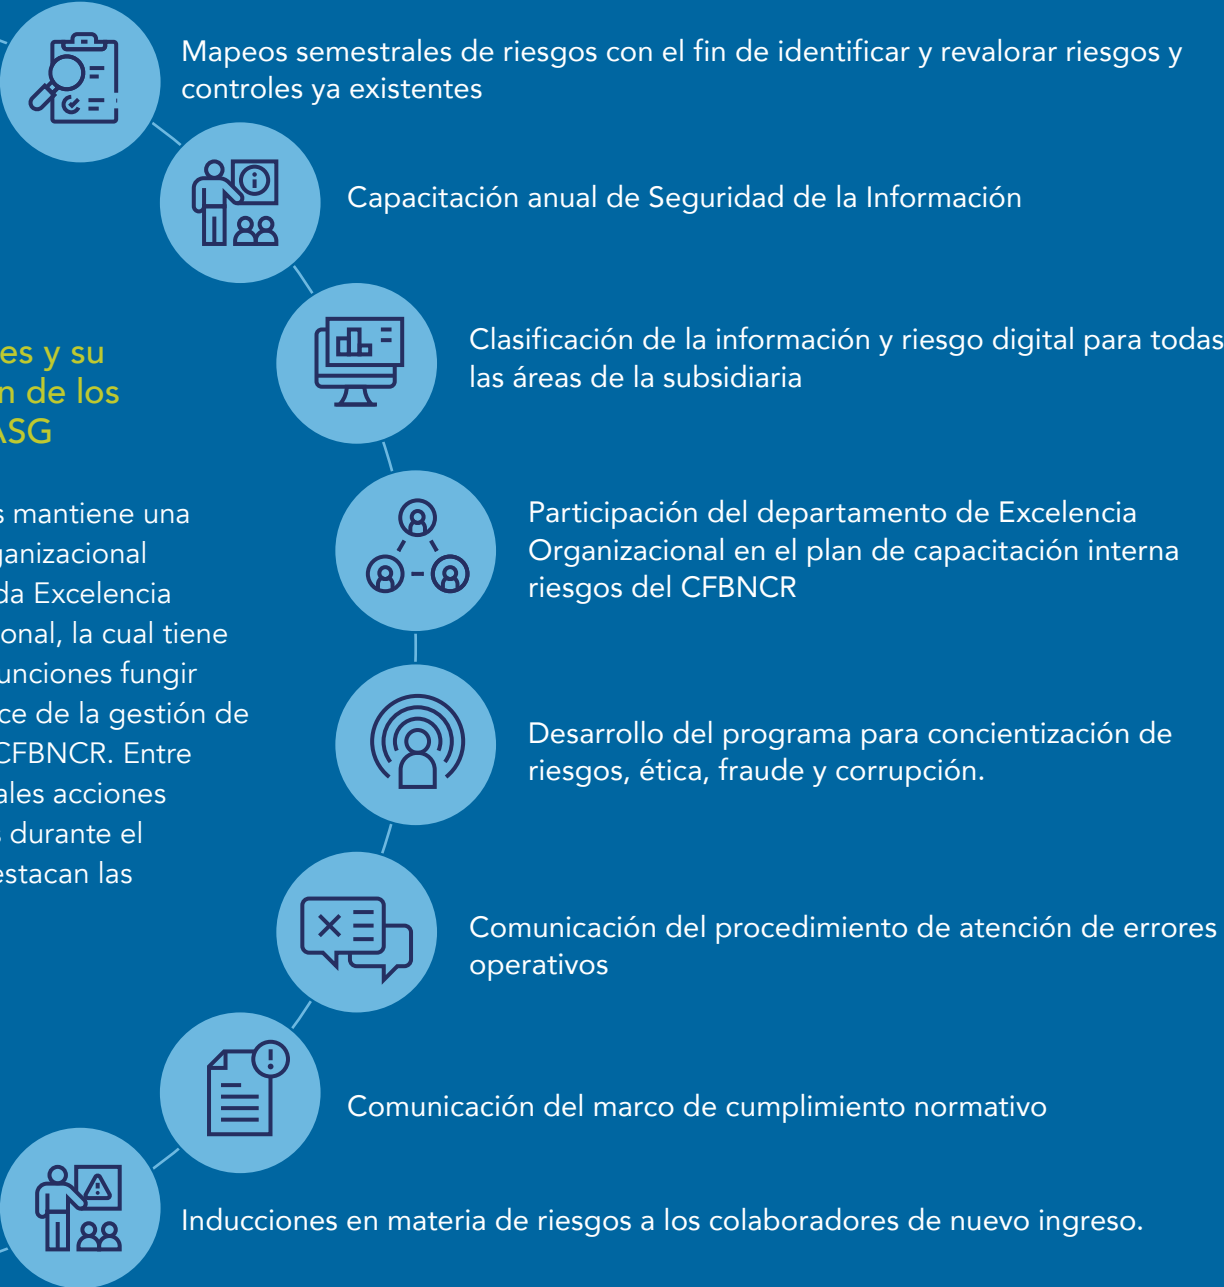 Mapeos semestrales de riesgos con el fin de identificar y revalorar riesgos y
controles ya existentes
Capacitación anual de Seguridad de la Información
Clasificación de la información y riesgo digital para todas
las áreas de la subsidiaria
Participación del departamento de Excelencia
Organizacional en el plan de capacitación interna
riesgos del CFBNCR
Desarrollo del programa para concientización de
riesgos, ética, fraude y corrupción.
Comunicación del procedimiento de atención de errores
operativos
Comunicación del marco de cumplimiento normativo
Inducciones en materia de riesgos a los colaboradores de nuevo ingreso.
es y su
n de los
ASG
s mantiene una
ganizacional
da Excelencia
onal, la cual tiene
funciones fungir
ce de la gestión de
CFBNCR. Entre
ales acciones
s durante el
estacan las